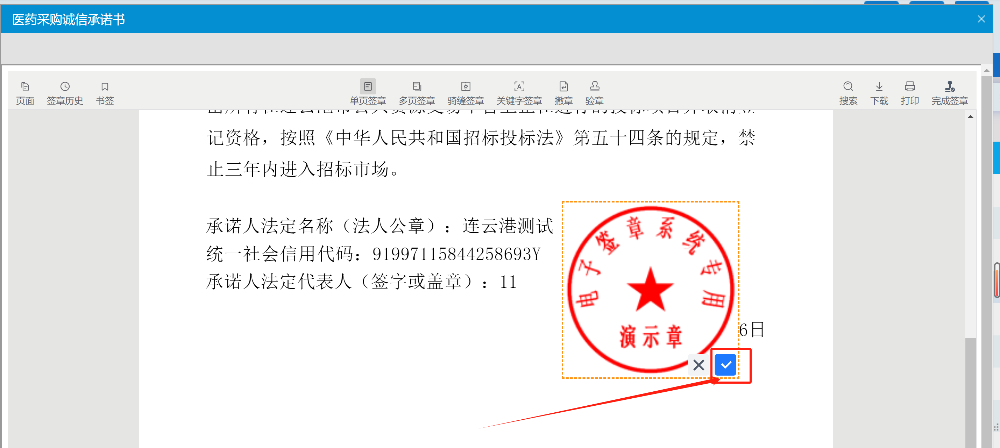 医药采购诚信承诺书
页面 签章历史 书签 单页签章 多页签章 骑缝签章 关键字签章 撤章 验章 搜索 下载 打印 完成签章
记资格，按照《中华人民共和国招标投标法》第五十四条的规定，禁
止三年内进入招标市场。
承诺人法定名称（法人公章）：连云港测试
统一社会信用代码：91997115844258693Y
承诺人法定代表人（签字或盖章）：11
电子签章系统专用
演示章
6日